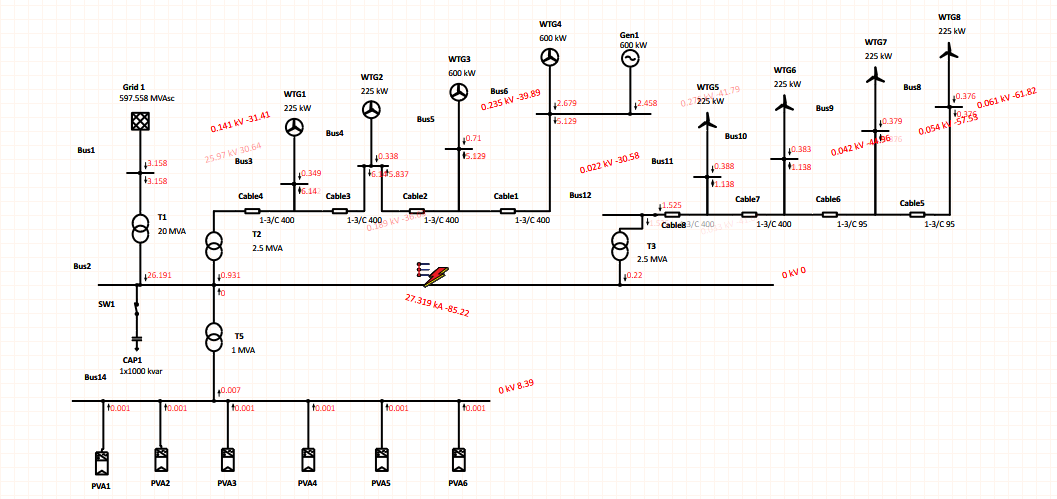 WTG8
225 kW
WTG4
600 kW
Gen1
600 kW
WTG7
225 kW
WTG3
600 kW
WTG2
225 kW
WTG6
225 kW
Grid 1
597.558 MVAsc
WTG1
225 kW
WTG5
225 kW
Bus6
Bus8
0.235 kV -39.89
2.679
2.458
5.129
0.376
0.061 kV -61.82
0.054 kV -57.53
Bus9
Bus5
0.379
0.141 kV -31.41
Bus4
Bus10
0.71
5.129
0.383
1.138
0.042 kV
25.97 kV 30.64
Bus1
Bus3
0.338
5.837
Bus11
0.022 kV -30.58
0.388
1.138
3.158
3.158
0.349
Cable4
Cable3
Cable2
Cable1
Bus12
Cable7
Cable6
Cable5
1.525
T1
20 MVA
1-3/C 400
1-3/C 400
1-3/C 400
1-3/C 400
Cable8
1-3/C 400
1-3/C 95
1-3/C 95
T2
2.5 MVA
T3
2.5 MVA
Bus2
26.191
0.931
0
0.22
0 kV 0
27.319 kA -85.22
SW1
T5
1 MVA
CAP1
1x1000 kvar
Bus14
0.007
0 kV 8.39
0.001
0.001
0.001
0.001
0.001
0.001
PVA1
PVA2
PVA3
PVA4
PVA5
PVA6